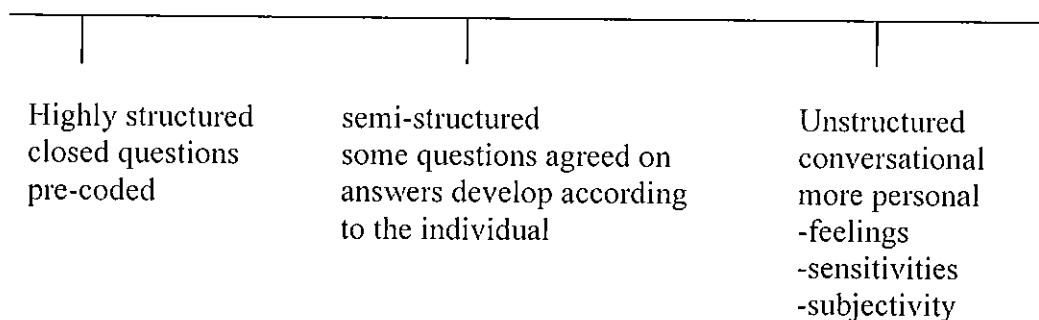 Highly structured
closed questions
pre-coded
semi-structured
some questions agreed on
answers develop according
to the individual
Unstructured
conversational
more personal
-feelings
-sensitivities
-subjectivity